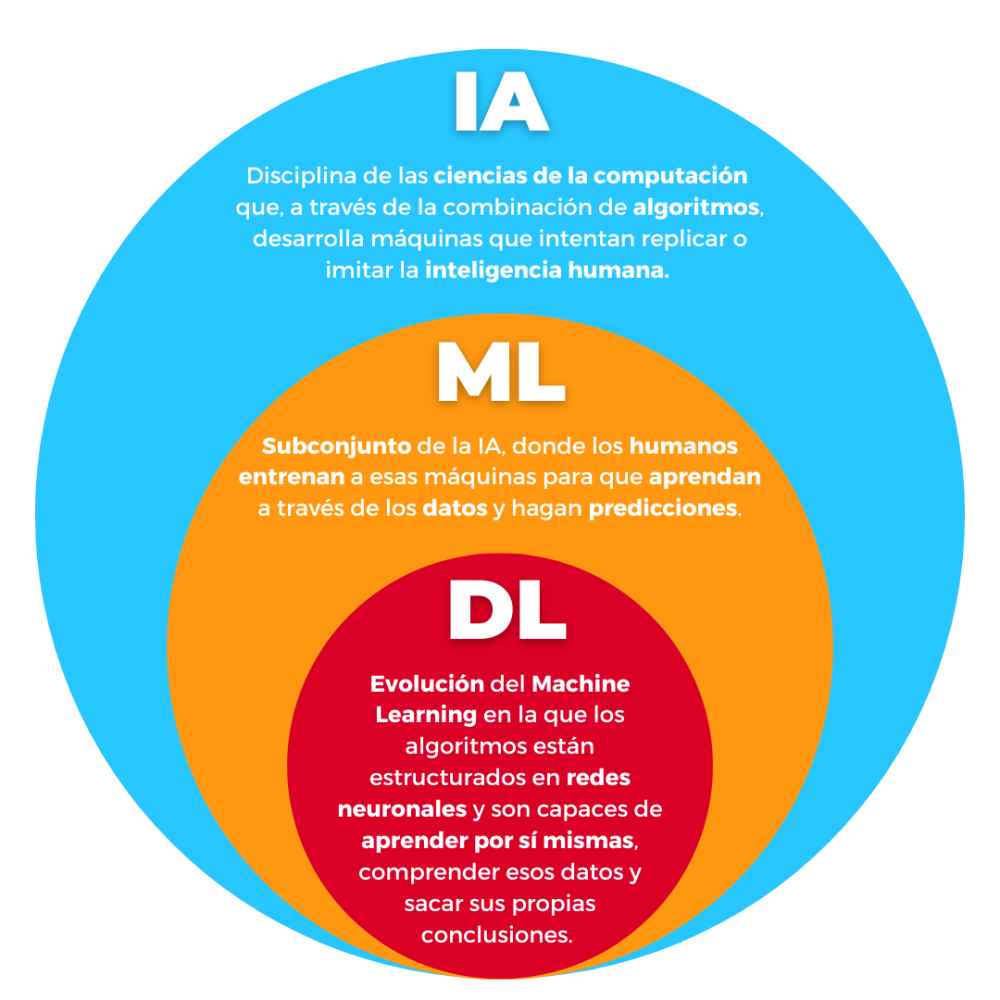 IA
Disciplina de las ciencias de la computación
que, a través de la combinación de algoritmos,
desarrolla máquinas que intentan replicar o
imitar la inteligencia humana.
ML
Subconjunto de la IA, donde los humanos
entrenan a esas máquinas para que aprendan
a través de los datos y hagan predicciones.
DL
Evolución del Machine
Learning en la que los
algoritmos están
estructurados en redes
neuronales y son capaces de
aprender por sí mismas,
comprender esos datos y
sacar sus propias
conclusiones.